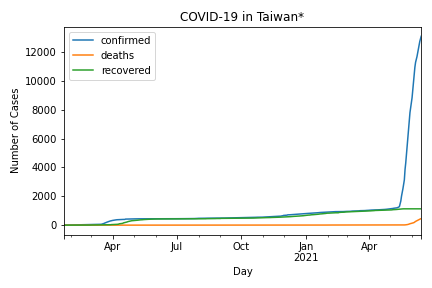 COVID-19 in Taiwan*
confirmed
deaths
recovered
Number of Cases
12000
10000
8000
6000
4000
2000
0
Apr
Jul
Oct
Jan
2021
Apr
Day